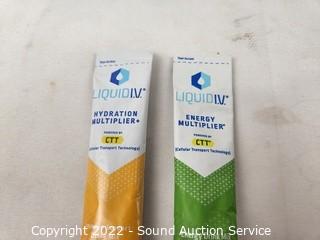 LIQUID I.V.
HYDRATION
MULTIPLIER+
POWERED BY
CTT
(Cellular Transport Technology)
LIQUID I.V.
ENERGY
MULTIPLIER
POWERED BY
CTT
(Cellular Transport Technology)
Copyright 2022 - Sound Auction Service